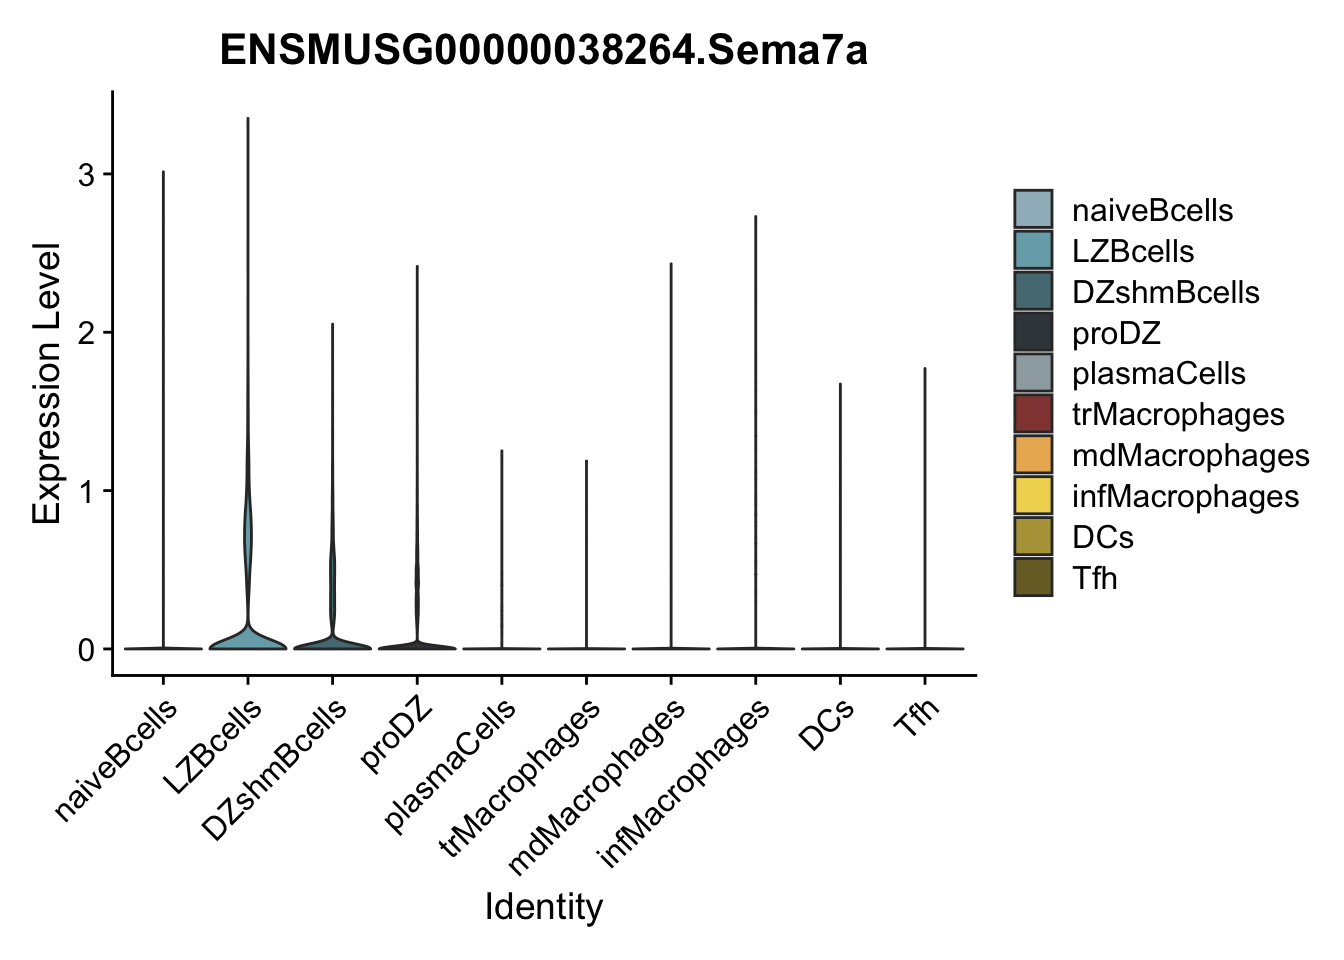 ENSMUSG00000038264.Sema7a
Expression Level
3
2
1
0
naiveBcells
LZBcells
DZshmBcells
proDZ
plasmaCells
trMacrophages
mdMacrophages
infMacrophages
DCs
Tfh
Identity
naiveBcells
LZBcells
DZshmBcells
proDZ
plasmaCells
trMacrophages
mdMacrophages
infMacrophages
DCs
Tfh